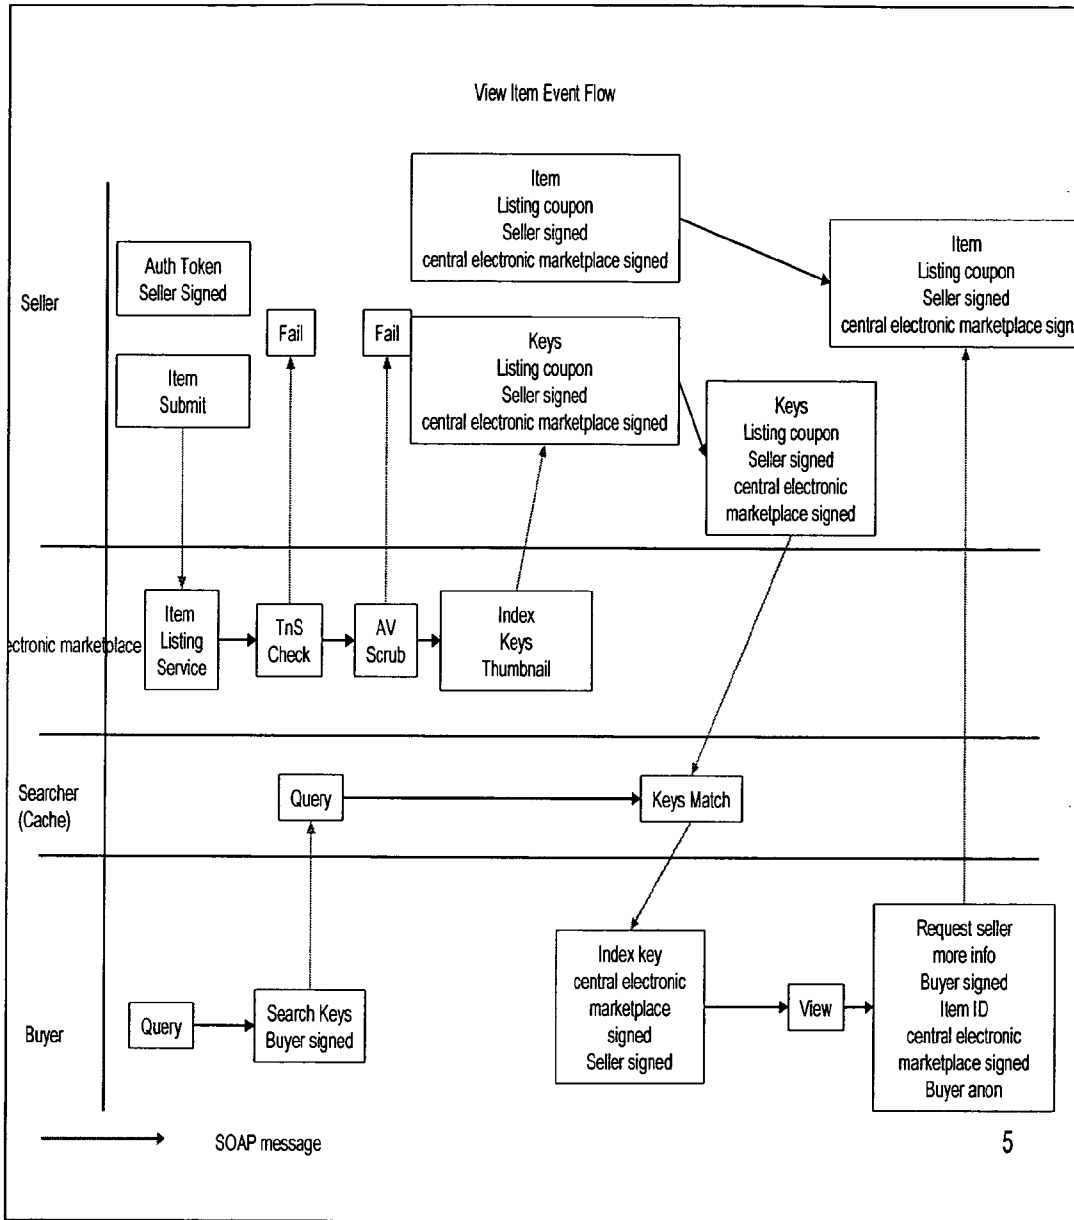 View Item Event Flow
Seller
Auth Token
Seller Signed
Item
Submit
Fail
Fail
Item
Listing coupon
Seller signed
central electronic marketplace signed
Keys
Listing coupon
Seller signed
central electronic marketplace signed
Keys
Listing coupon
Seller signed
central electronic
marketplace signed
Item
Listing coupon
Seller signed
central electronic marketplace sign
ectronic marketplace
Item
Listing
Service
TnS
Check
AV
Scrub
Index
Keys
Thumbnail
Searcher
(Cache)
Query
Keys Match
Buyer
Query
Search Keys
Buyer signed
Index key
central electronic
marketplace
signed
Seller signed
View
Request seller
more info
Buyer signed
Item ID
central electronic
marketplace signed
Buyer anon
SOAP message
5